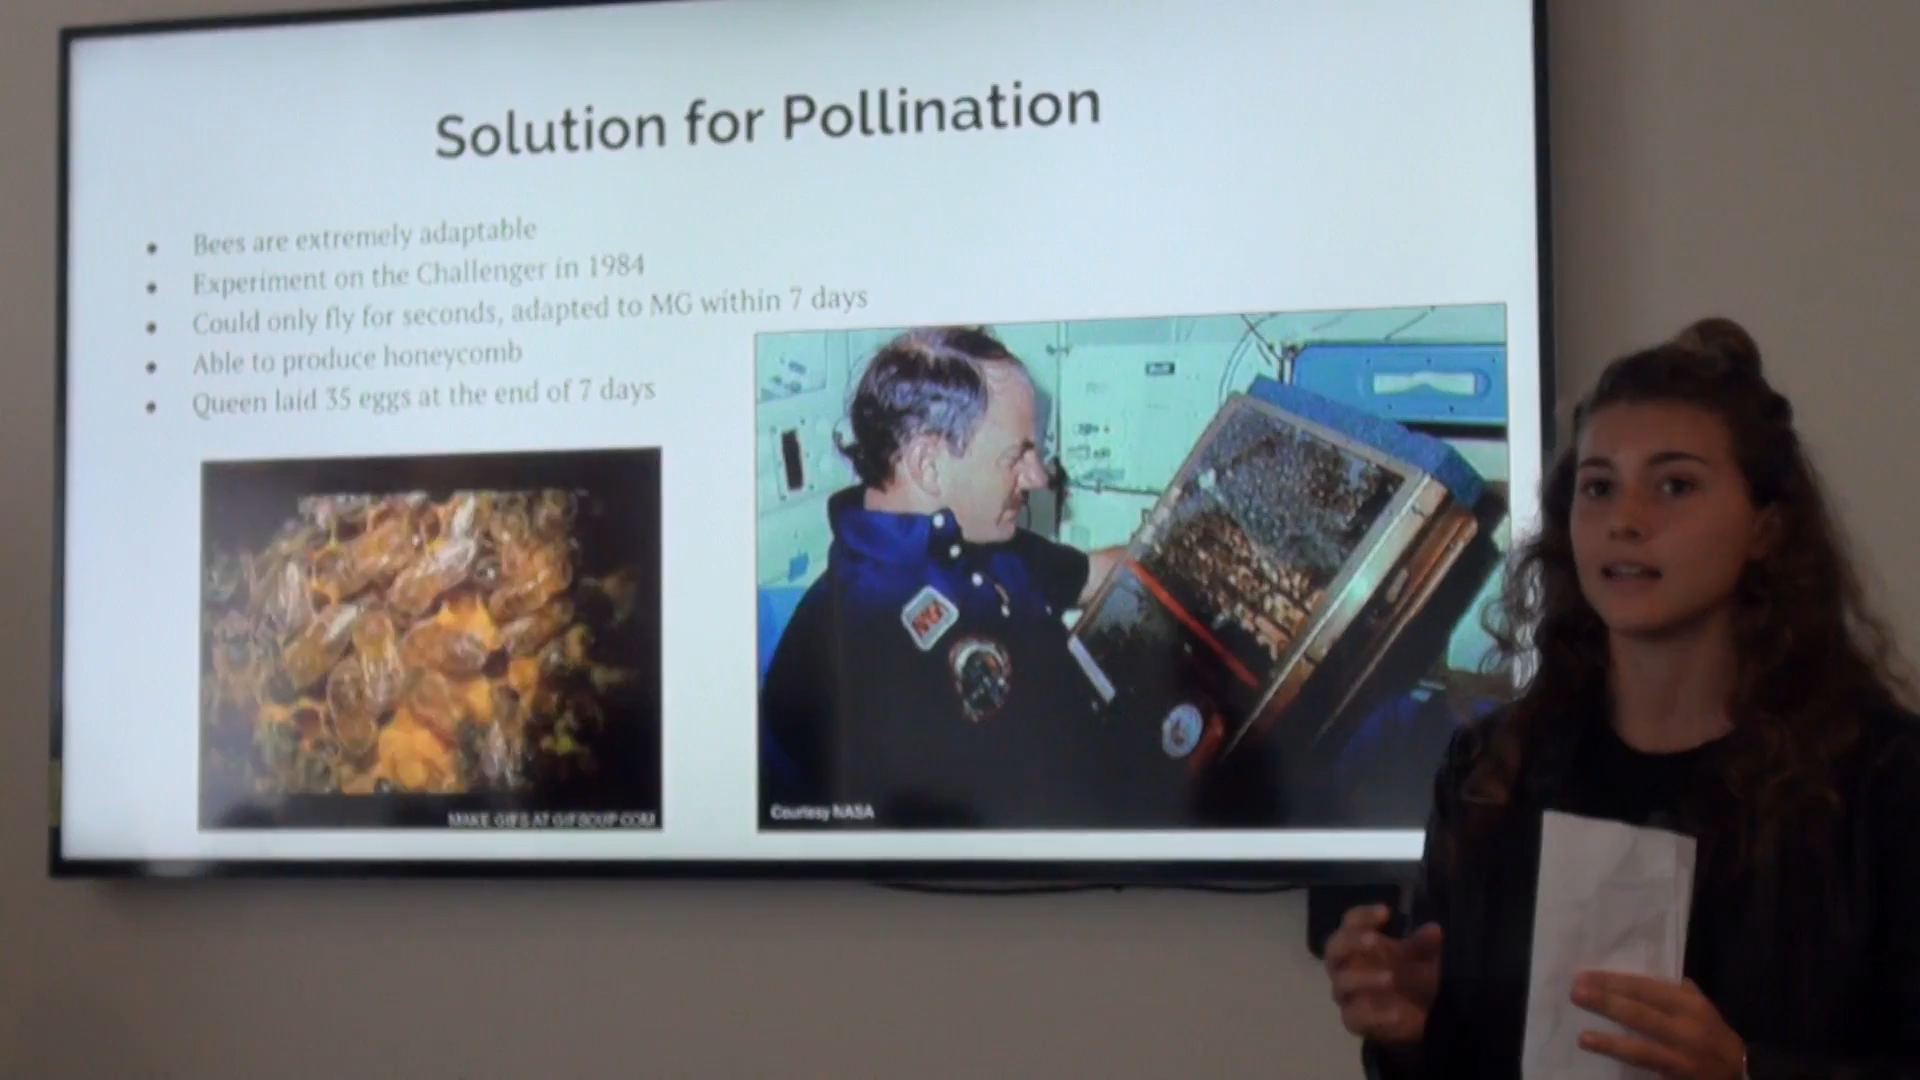 Solution for Pollination
Bees are extremely adaptable
Experiment on the Challenger in 1984
Could only fly for seconds, adapted to MG within 7 days
Able to produce honeycomb
Queen laid 35 eggs at the end of 7 days
NASA
MAKE GIFS AT GIFSOUP.COM
Courtesy NASA